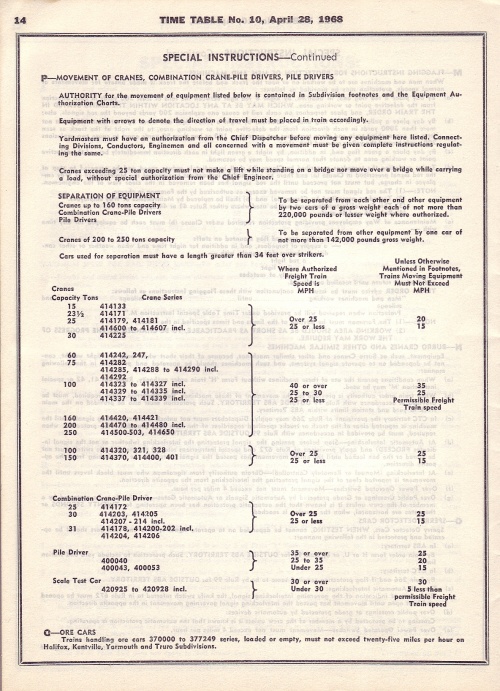 14
TIME TABLE No. 10, April 28, 1968
SPECIAL INSTRUCTIONS—Continued
P—MOVEMENT OF CRANES, COMBINATION CRANE-PILE DRIVERS, PILE DRIVERS
AUTHORITY for the movement of equipment listed below is contained in Subdivision footnotes and the Equipment Au-
thorization Charts.
Equipment with arrows to denote the direction of travel must be placed in train accordingly.
Yardmasters must have an authorization from the Chief Dispatcher before moving any equipment here listed. Connect-
ing Divisions, Conductors, Enginemen and all concerned with a movement must be given complete instructions regulat-
ing the same.
Cranes exceeding 25 ton capacity must not make a lift while standing on a bridge nor move over a bridge while carrying
a load, without special authorization from the Chief Engineer.
SEPARATION OF EQUIPMENT
Cranes up to 160 tons capacity
Combination Crane-Pile Drivers
Pile Drivers
To be separated from each other and other equipment
by two cars of a gross weight each of not more than
220,000 pounds or lesser weight where authorized.
Cranes of 200 to 250 tons capacity
To be separated from other equipment by one car of
not more than 142,000 pounds gross weight.
Cars used for separation must have a length greater than 34 feet over strikers.
Where Authorized
Freight Train
Speed is
MPH
Unless Otherwise
Mentioned in Footnotes,
Trains Moving Equipment
Must Not Exceed
MPH
Cranes
Capacity Tons Crane Series
15 414133
23½ 414171
25 414179, 414181 Over 25 20
414600 to 414607 incl. 25 or less 15
30 414225
60 414242, 247,
75 414282
414285, 414288 to 414290 incl.
414292
100 414323 to 414327 incl. 40 or over 35
414329 to 414335 incl. 25 to 30 25
414337 to 414339 incl. 25 or less Permissible Freight
Train speed
160 414420, 414421
200 414470 to 414480 incl.
250 414500-503, 414650
100 414320, 321, 328 Over 25 25
150 414370, 414400, 401 25 or less 15
Combination Crane-Pile Driver
25 414172
30 414203, 414205 Over 25 25
414207 - 214 incl. 25 or less 15
31 414178, 414200-202 incl.
414204, 414206
Pile Driver 35 or over 25
400040 25 to 35 20
400043, 400053 Under 25 15
Scale Test Car 30 or over 30
420925 to 420928 incl. Under 30 5 less than
permissible Freight
Train speed
Q—ORE CARS
Trains handling ore cars 370000 to 377249 series, loaded or empty, must not exceed twenty-five miles per hour on
Halifax, Kentville, Yarmouth and Truro Subdivisions.